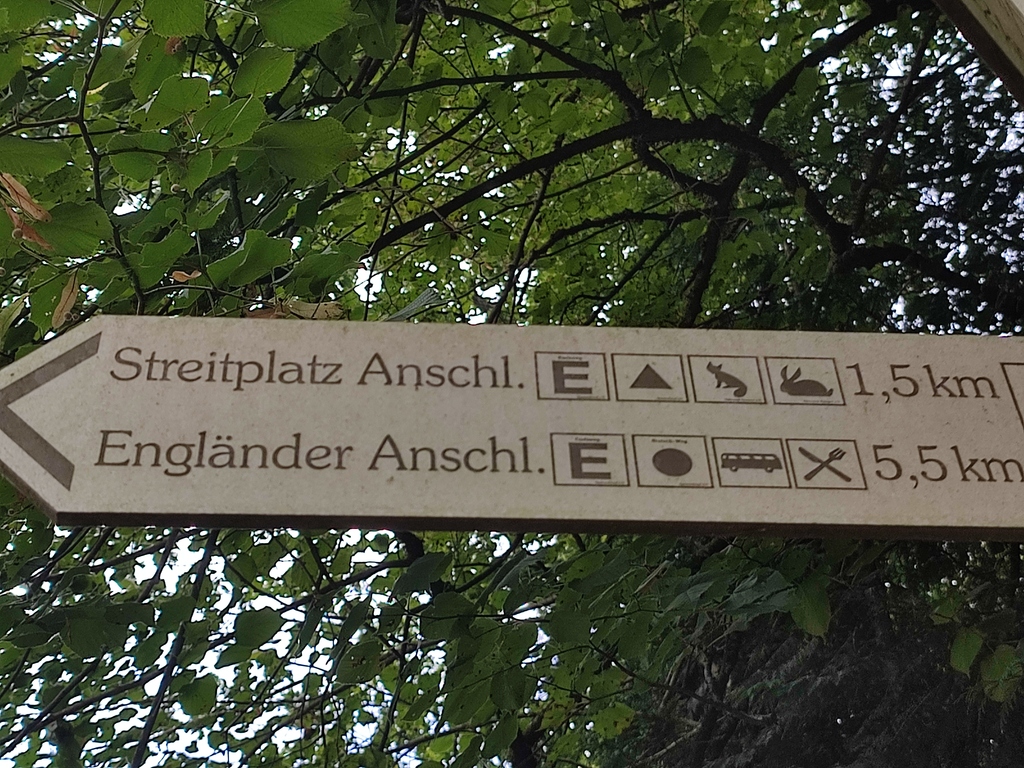 Streitplatz Anschl. E 1,5 km
Engländer Anschl. E 5,5 km